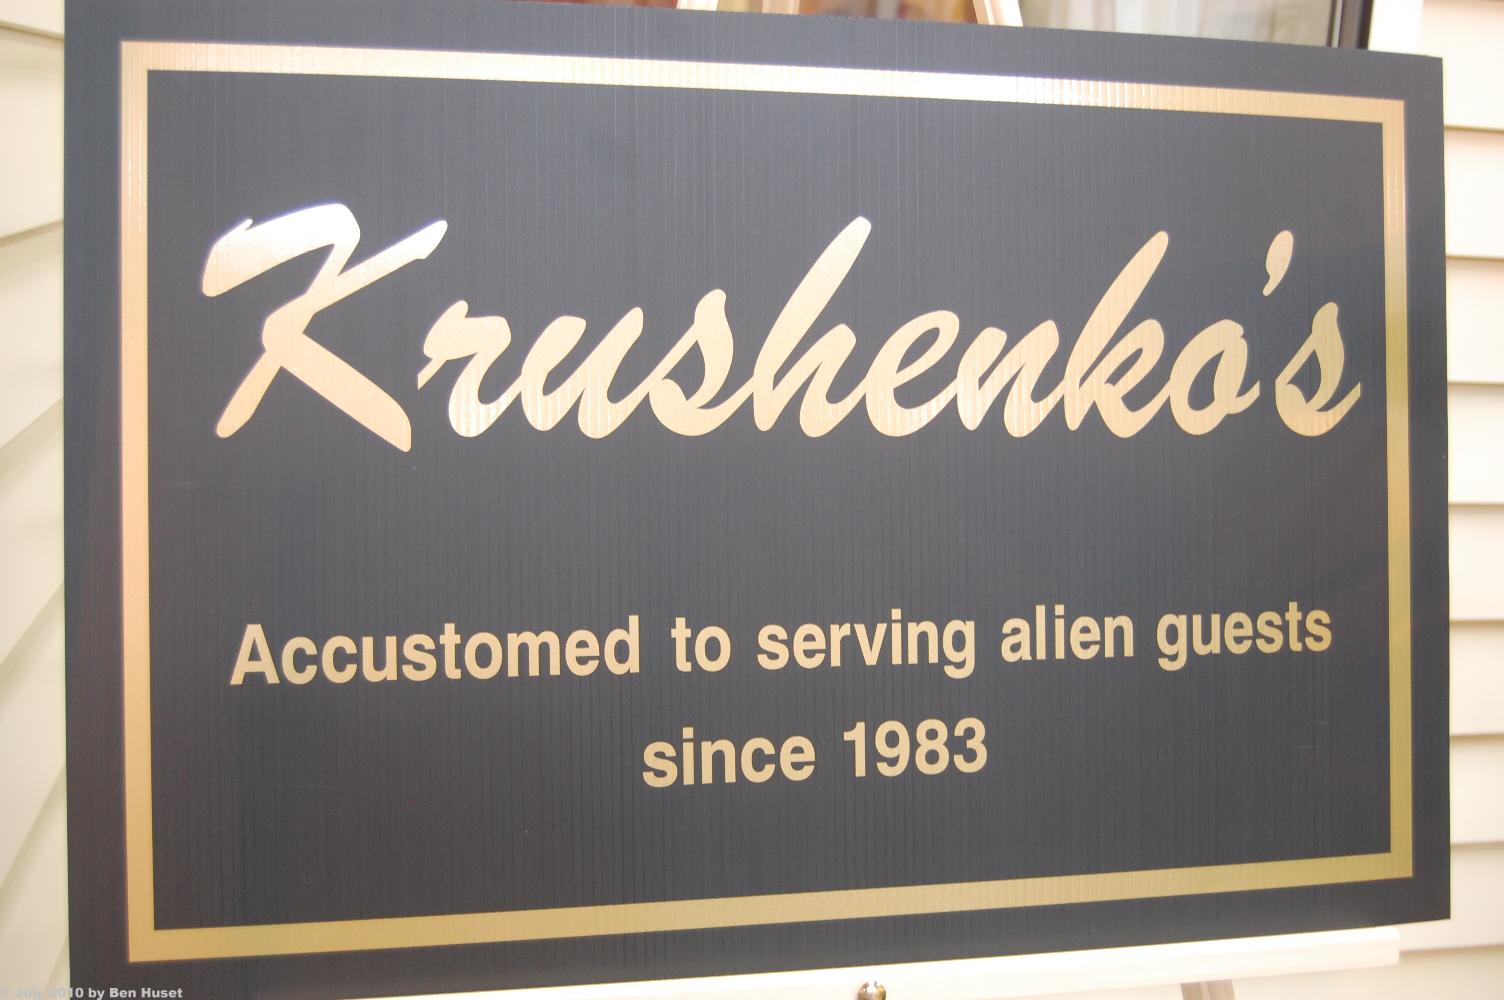 Krushenko's
Accustomed to serving alien guests
since 1983
© July 2010 by Ben Huset